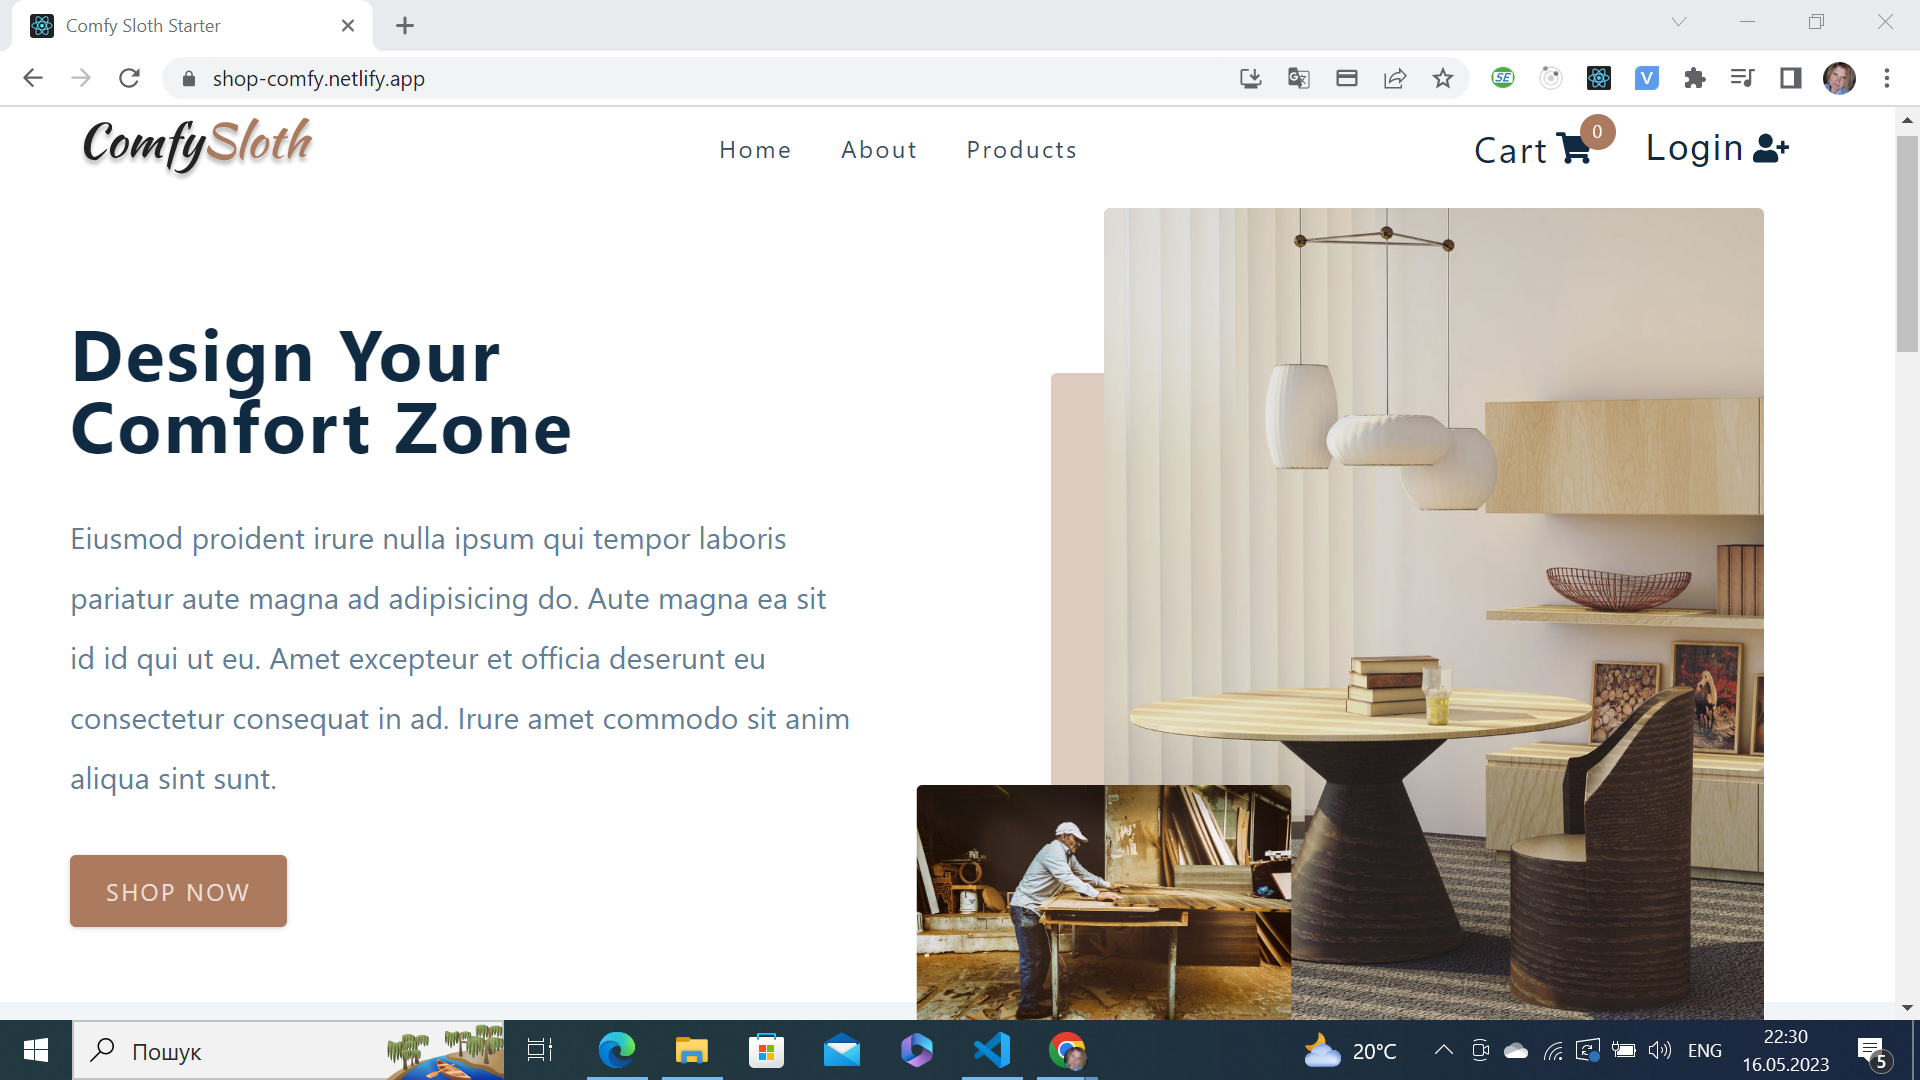 Comfy Sloth Starter
shop-comfy.netlify.app
ComfySloth
Home About Products
Cart 0 Login
Design Your
Comfort Zone
Eiusmod proident irure nulla ipsum qui tempor laboris
pariatur aute magna ad adipisicing do. Aute magna ea sit
id id qui ut eu. Amet excepteur et officia deserunt eu
consectetur consequat in ad. Irure amet commodo sit anim
aliqua sint sunt.
SHOP NOW
Пошук
20°C
ENG
22:30
16.05.2023
5